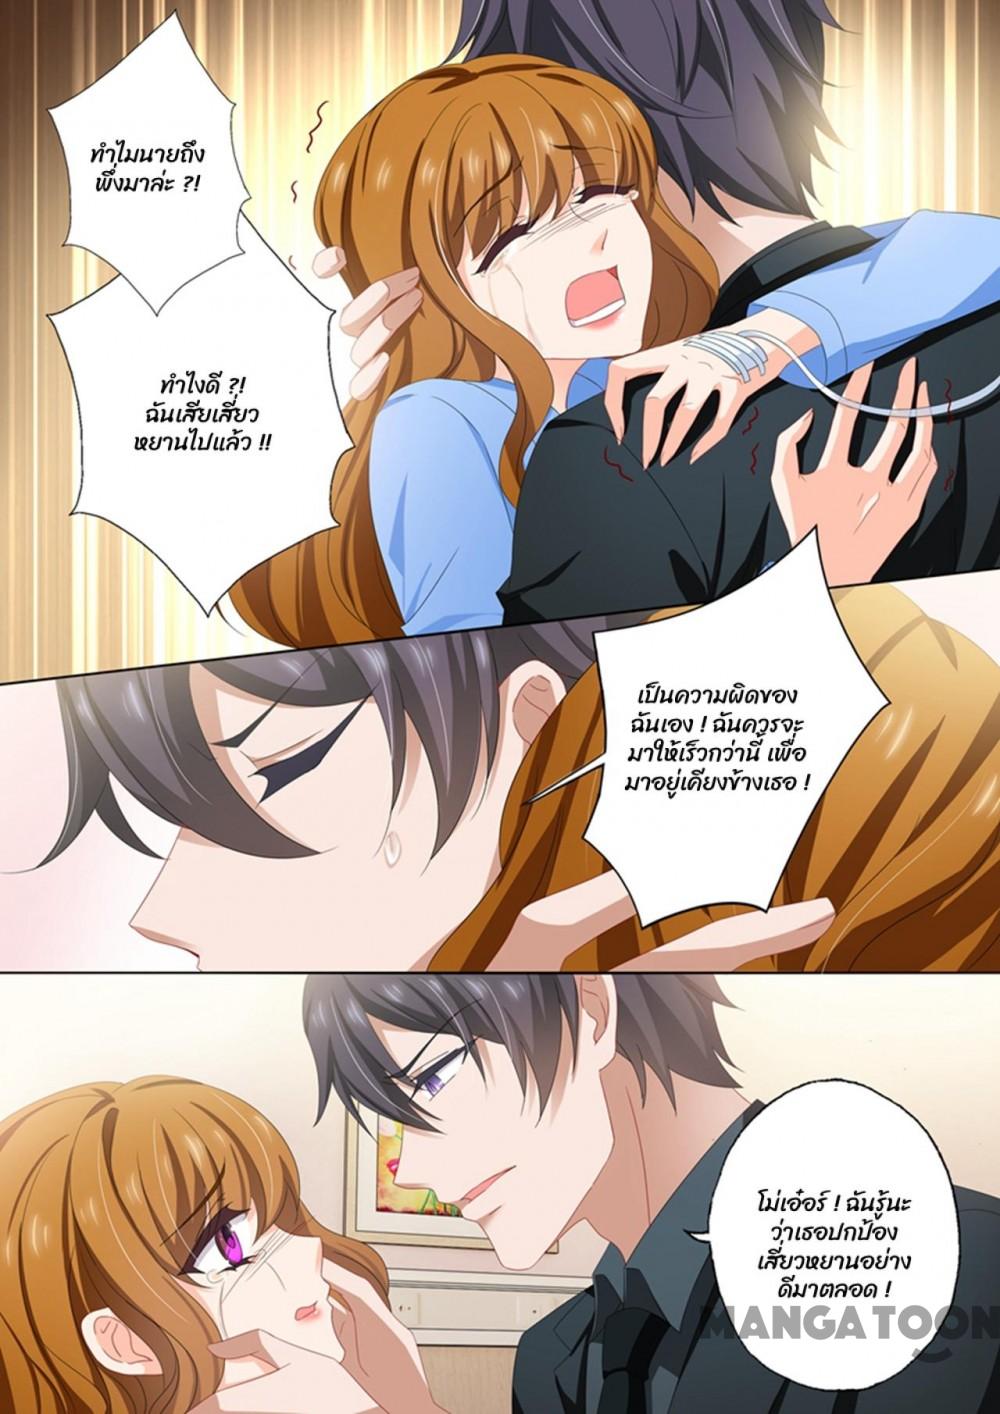 ทำไมนายถึง
พึ่งมาล่ะ ?!
ทำไงดี ?!
ฉันเสียเสี่ยว
หยานไปแล้ว !!
เป็นความผิดของ
ฉันเอง ! ฉันควรจะ
มาให้เร็วกว่านี้ เพื่อ
มาอยู่เคียงข้างเธอ !
โม่เอ๋อร์ ! ฉันรู้นะ
ว่าเธอปกป้อง
เสี่ยวหยานอย่าง
ดีมาตลอด !
MANGATOON